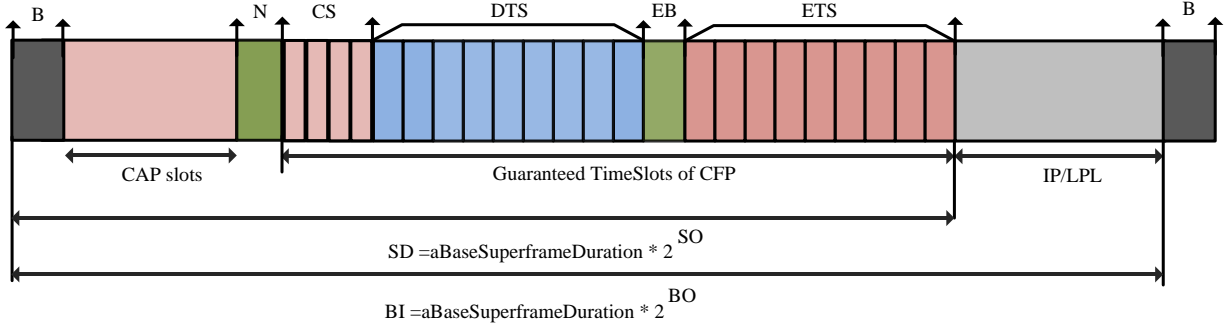 B N CS DTS EB ETS B
CAP slots
Guaranteed TimeSlots of CFP
IP/LPL
SD =aBaseSuperframeDuration * 2 SO
BI =aBaseSuperframeDuration * 2 BO